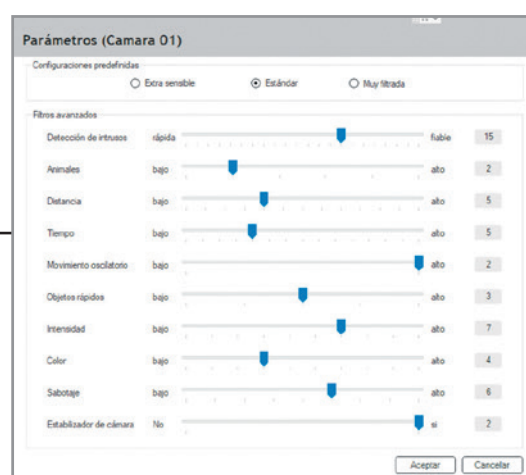 Parámetros (Camara 01)
Configuraciones predefinidas
Extra sensible Estándar Muy filtrada
Filtros avanzados
Detección de intrusos rápida fiable 15
Animales bajo alto 2
Distancia bajo alto 5
Tiempo bajo alto 5
Movimiento oscilatorio bajo alto 2
Objetos rápidos bajo alto 3
Intensidad bajo alto 7
Color bajo alto 4
Sabotaje bajo alto 6
Estabilizador de cámara No si 2
Aceptar Cancelar